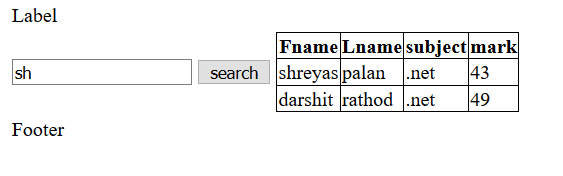 Label
Fname Lname subject mark
sh search shreyas palan .net 43
darshit rathod .net 49
Footer